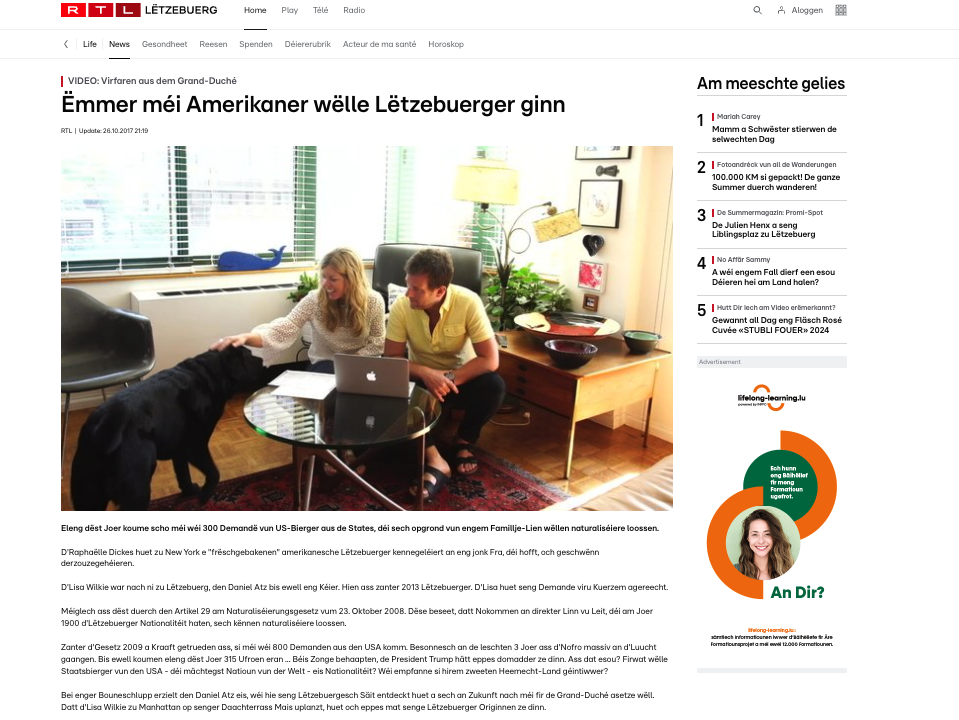 RTL LËTZEBUERG Home Play Télé Radio Aloggen
Life News Gesondheet Reesen Spenden Déiererubrik Acteur de ma santé Horoskop
VIDEO: Virfaren aus dem Grand-Duché
Ëmmer méi Amerikaner wëlle Lëtzebuerger ginn
RTL | Update: 26.10.2017 21:19
Eleng dëst Joer koume scho méi wéi 300 Demandë vun US-Bierger aus de States, déi sech opgrond vun engem Famillje-Lien wëllen naturaliséiere loossen.
D'Raphaëlle Dickes huet zu New York e "frëschgebakenen" amerikanesche Lëtzebuerger kennegeléiert an eng jonk Fra, déi hofft, och geschwënn
derzouzegehéieren.
D'Lisa Wilkie war nach ni zu Lëtzebuerg, den Daniel Atz bis ewell eng Kéier. Hien ass zanter 2013 Lëtzebuerger. D'Lisa huet seng Demande viru Kuerzem agereecht.
Méiglech ass dëst duerch den Artikel 29 am Naturaliséierungsgesetz vum 23. Oktober 2008. Dëse beseet, datt Nokommen an direkter Linn vu Leit, déi am Joer
1900 d'Lëtzebuerger Nationalitéit haten, sech kënnen naturaliséiere loossen.
Zanter d'Gesetz 2009 a Kraaft getrueden ass, si méi wéi 800 Demanden aus den USA komm. Besonnesch an de leschten 3 Joer ass d'Nofro massiv an d'Luucht
gaangen. Bis ewell koumen eleng dëst Joer 315 Ufroen eran ... Béis Zonge behaapten, de President Trump hätt eppes domadder ze dinn. Ass dat esou? Firwat wëlle
Staatsbierger vun den USA - déi mächtegst Natioun vun der Welt - eis Nationalitéit? Wéi empfanne si hirem zweeten Heemecht-Land géintiwwer?
Bei enger Bouneschlupp erzielt den Daniel Atz eis, wéi hie seng Lëtzebuergesch Säit entdeckt huet a sech an Zukunft nach méi fir de Grand-Duché asetze wëll.
Datt d'Lisa Wilkie zu Manhattan op senger Daachterrass Mais uplanzt, huet och eppes mat senge Lëtzebuerger Originnen ze dinn.
Am meeschte gelies
1 Mariah Carey
Mamm a Schwëster stierwen de
selwechten Dag
2 Fotoandréck vun all de Wanderungen
100.000 KM si gepackt! De ganze
Summer duerch wanderen!
3 De Summermagazin: Promi-Spot
De Julien Henx a seng
Liblingsplaz zu Lëtzebuerg
4 No Affär Sammy
A wéi engem Fall dierf een esou
Déieren hei am Land halen?
5 Hutt Dir Iech am Video erëmerkannt?
Gewannt all Dag eng Fläsch Rosé
Cuvée «STUBLI FOUER» 2024
Advertisement
lifelong-learning.lu
powered by INFPC
Ech hunn
eng Bäihëllef
fir meng
Formatioun
ugefrot.
An Dir?
lifelong-learning.lu:
sämtlech Informatiounen iwwer d'Bäihëllefe fir Är
Formatiounsprojet a méi ewéi 12.000 Formatiounen.